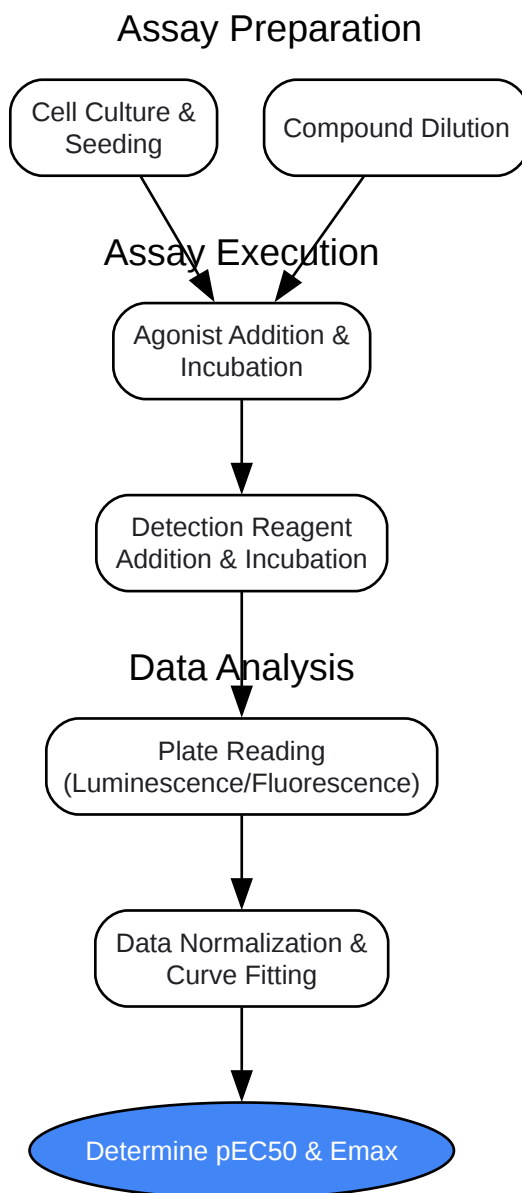 Assay Preparation
Cell Culture &
Seeding
Compound Dilution
Assay Execution
Agonist Addition &
Incubation
Detection Reagent
Addition & Incubation
Data Analysis
Plate Reading
(Luminescence/Fluorescence)
Data Normalization &
Curve Fitting
Determine pEC50 & Emax